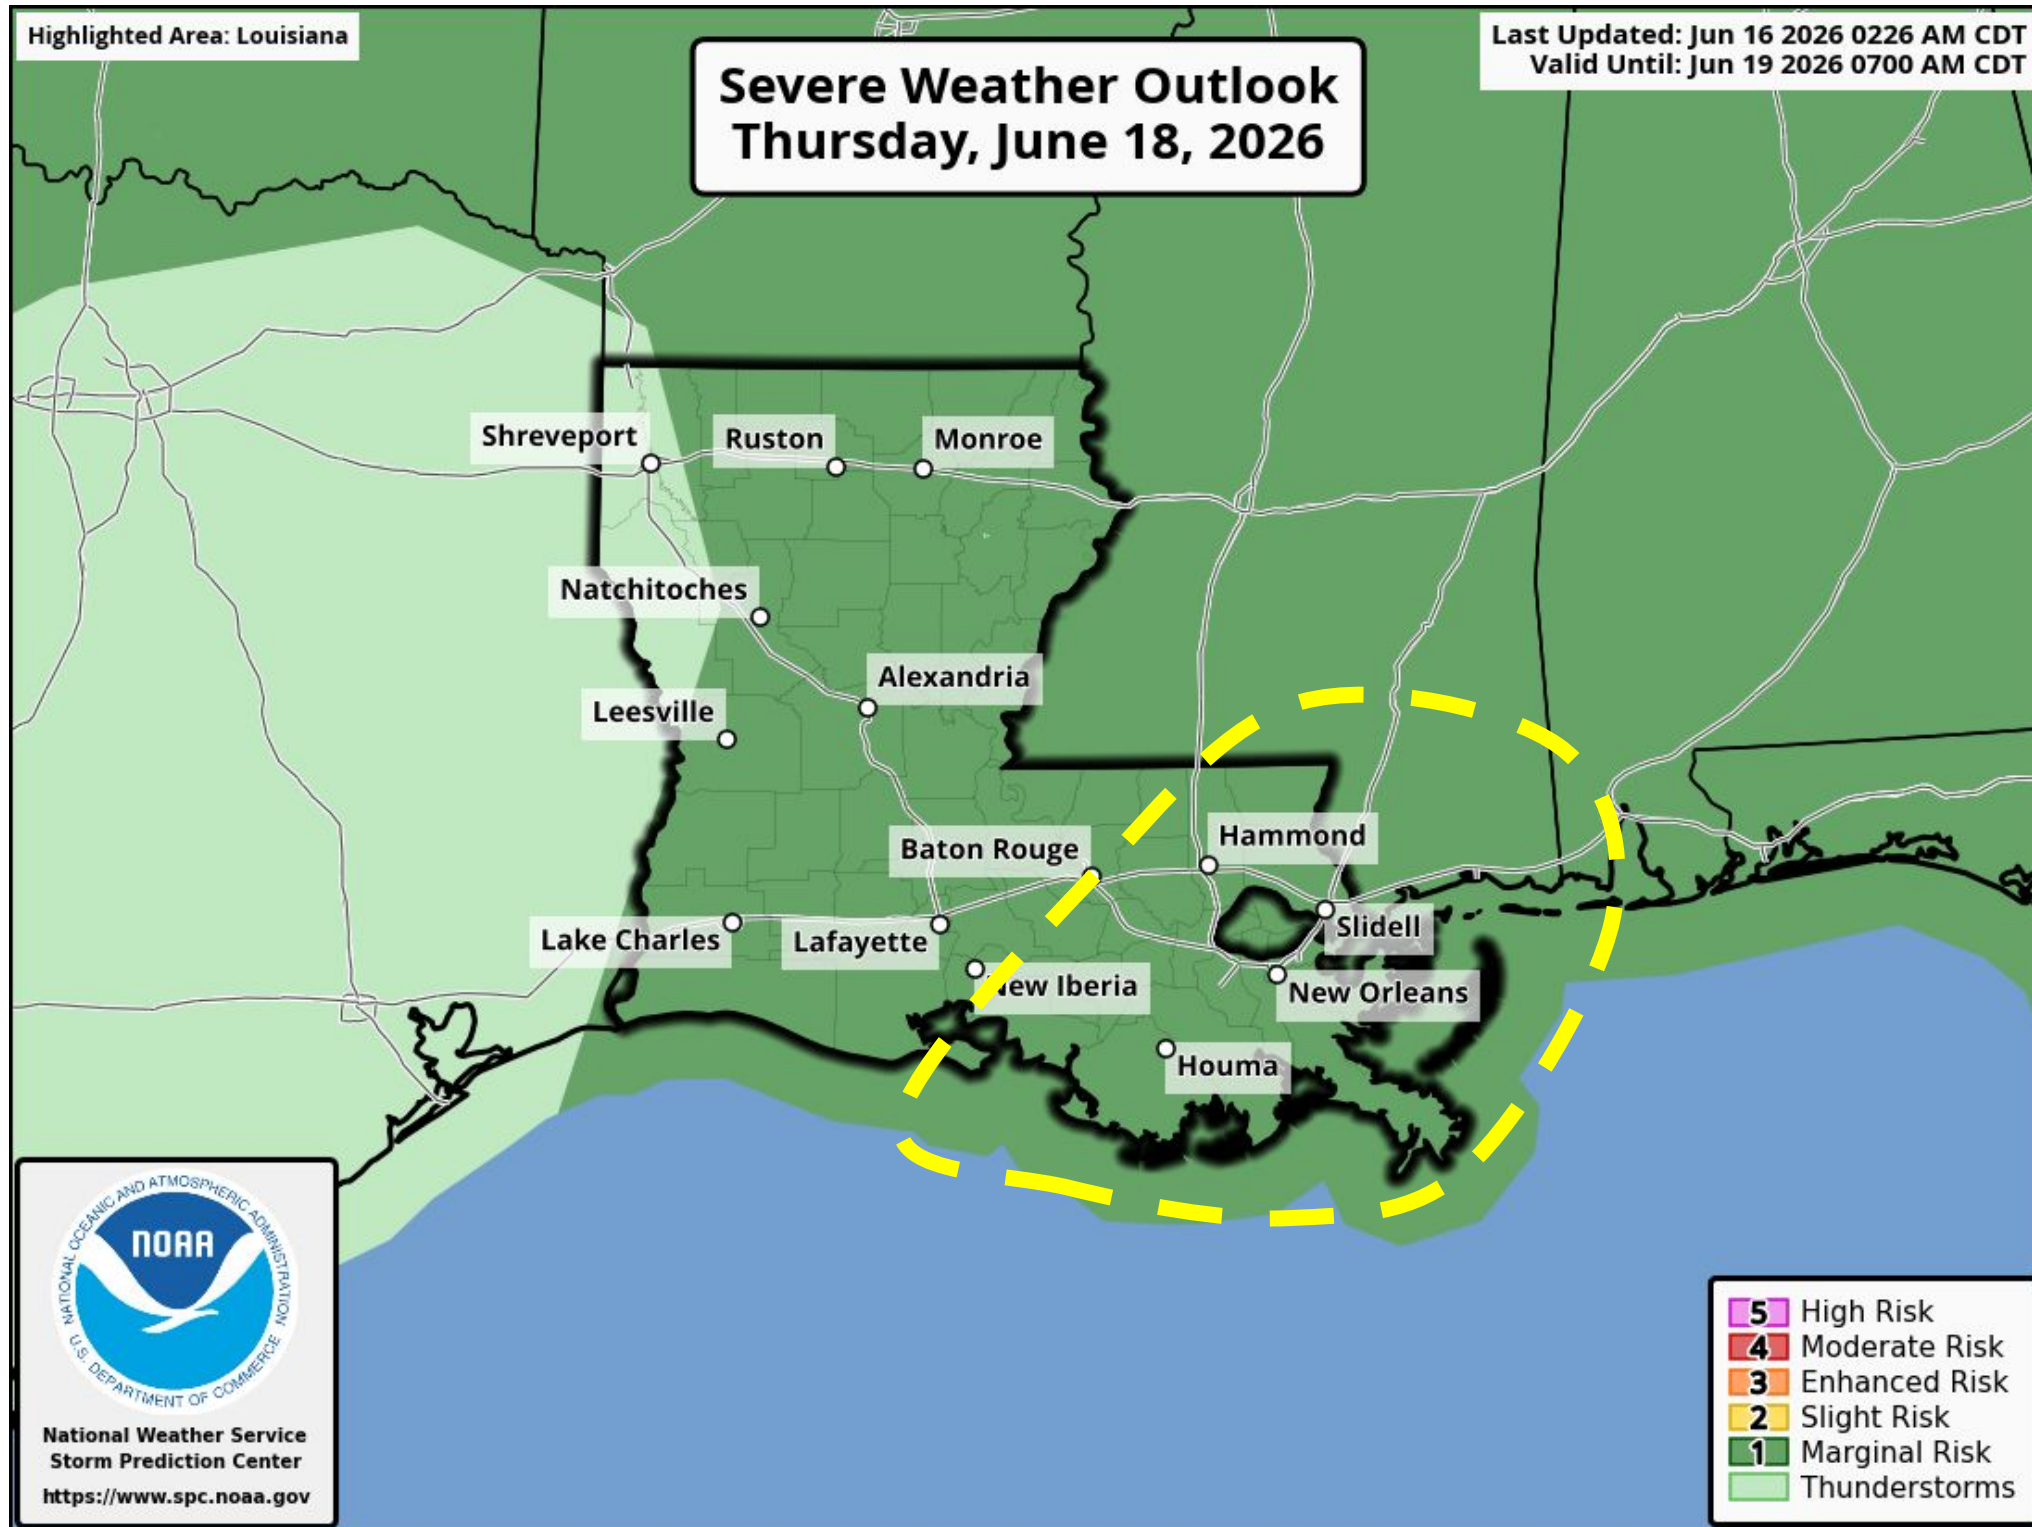 Highlighted Area: Louisiana
Severe Weather Outlook
Thursday, June 18, 2026
Last Updated: Jun 16 2026 0226 AM CDT
Valid Until: Jun 19 2026 0700 AM CDT
Shreveport
Ruston
Monroe
Natchitoches
Alexandria
Leesville
Baton Rouge
Hammond
Lake Charles
Lafayette
Slidell
New Iberia
New Orleans
Houma
NATIONAL OCEANIC AND ATMOSPHERIC ADMINISTRATION
U.S. DEPARTMENT OF COMMERCE
NOAA
National Weather Service
Storm Prediction Center
https://www.spc.noaa.gov
5 High Risk
4 Moderate Risk
3 Enhanced Risk
2 Slight Risk
1 Marginal Risk
Thunderstorms